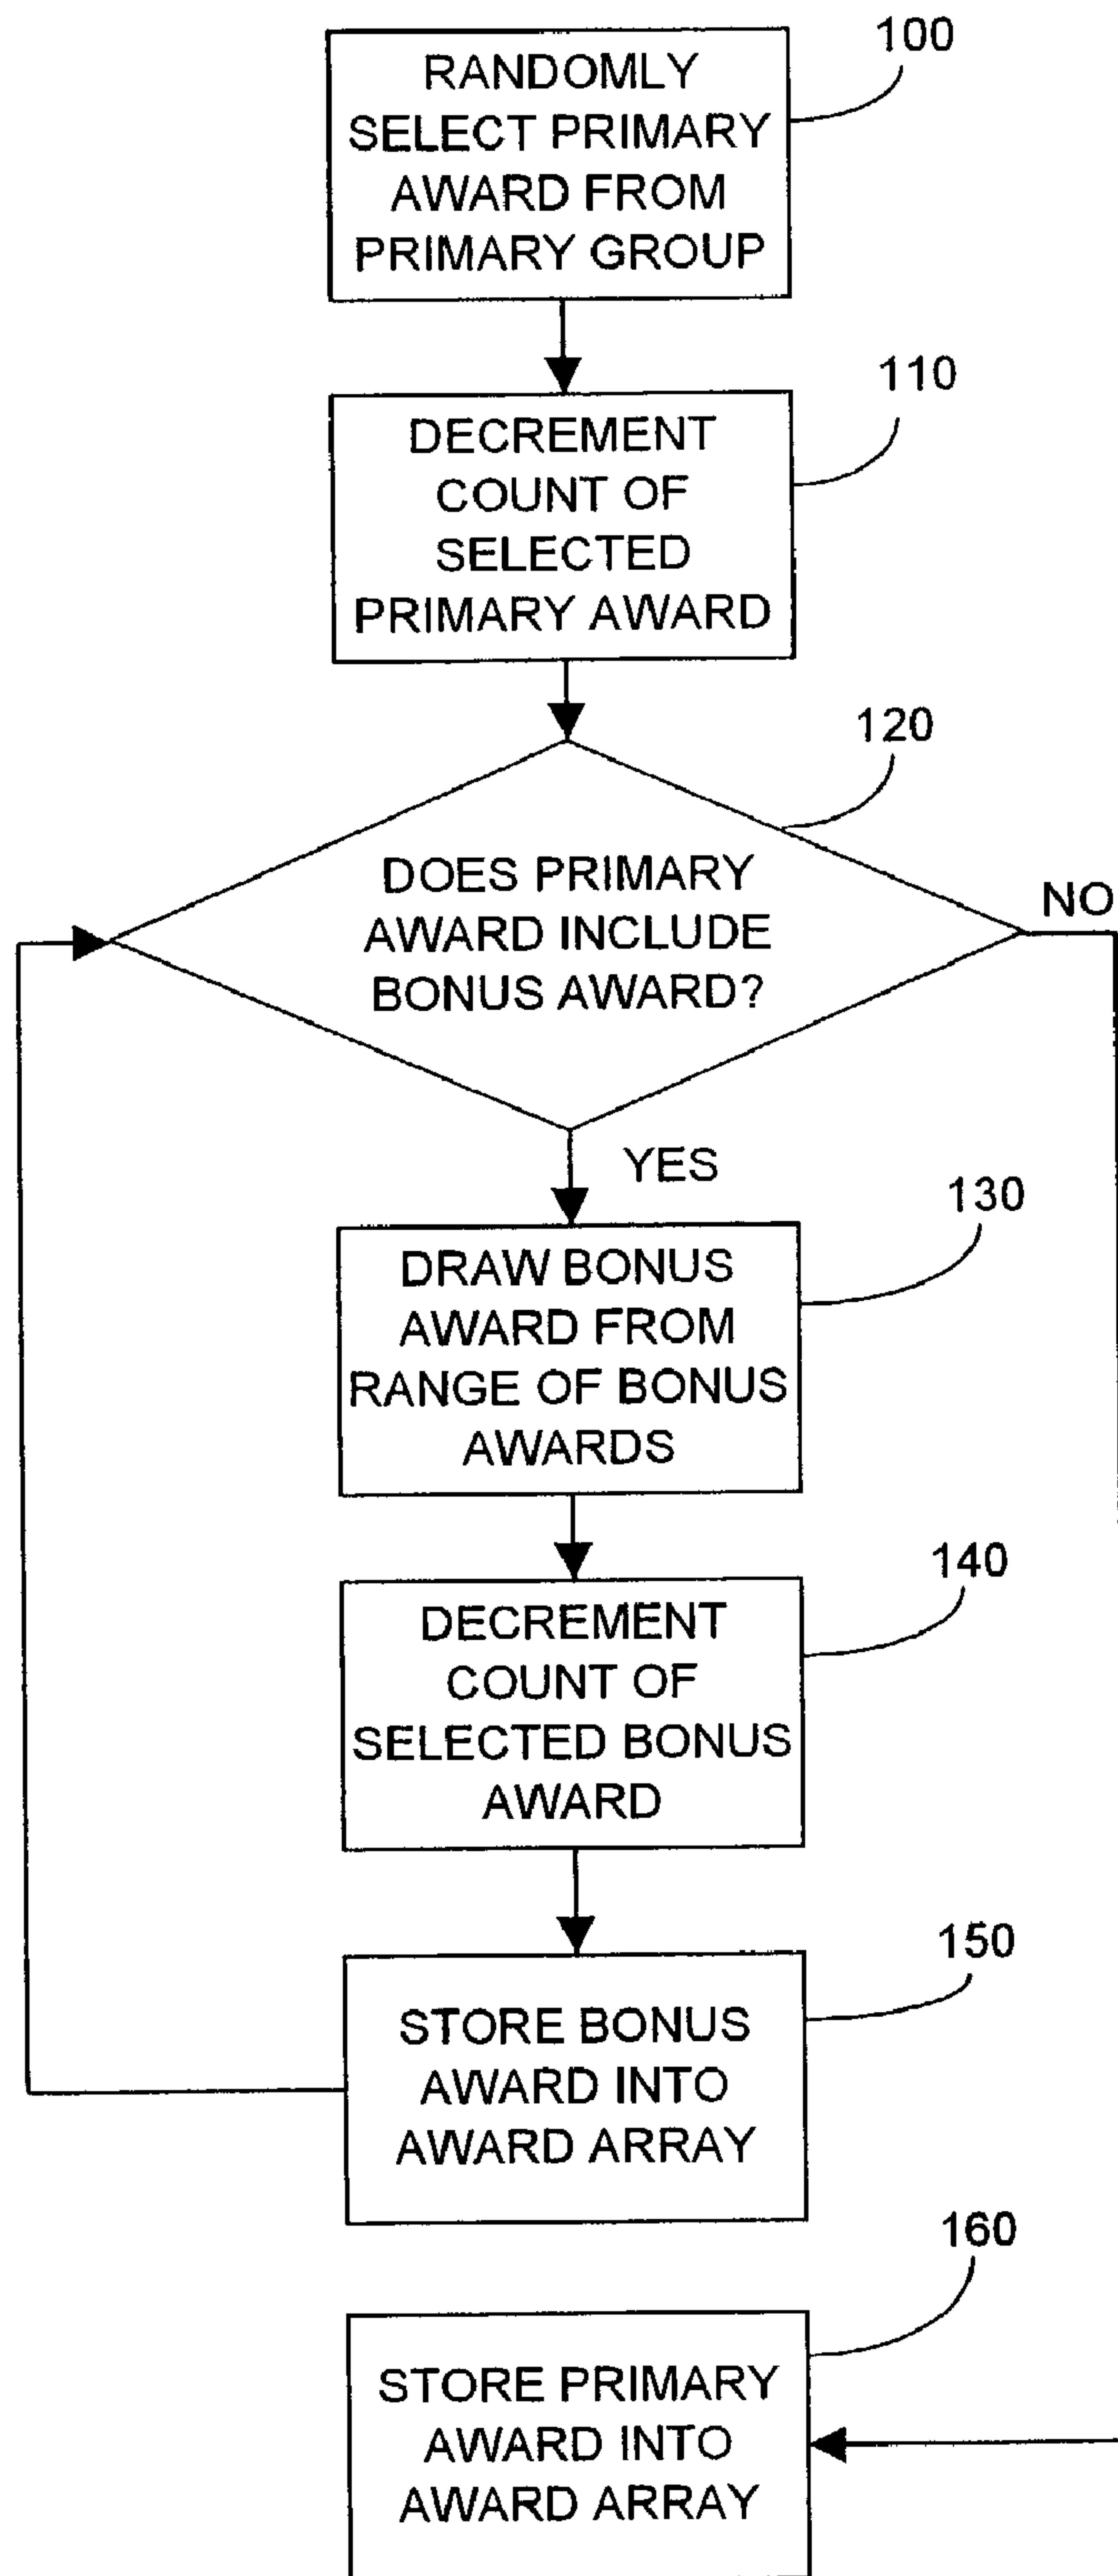 100
RANDOMLY
SELECT PRIMARY
AWARD FROM
PRIMARY GROUP
110
DECREMENT
COUNT OF
SELECTED
PRIMARY AWARD
120
DOES PRIMARY
AWARD INCLUDE
BONUS AWARD?
NO
YES
130
DRAW BONUS
AWARD FROM
RANGE OF BONUS
AWARDS
140
DECREMENT
COUNT OF
SELECTED BONUS
AWARD
150
STORE BONUS
AWARD INTO
AWARD ARRAY
160
STORE PRIMARY
AWARD INTO
AWARD ARRAY